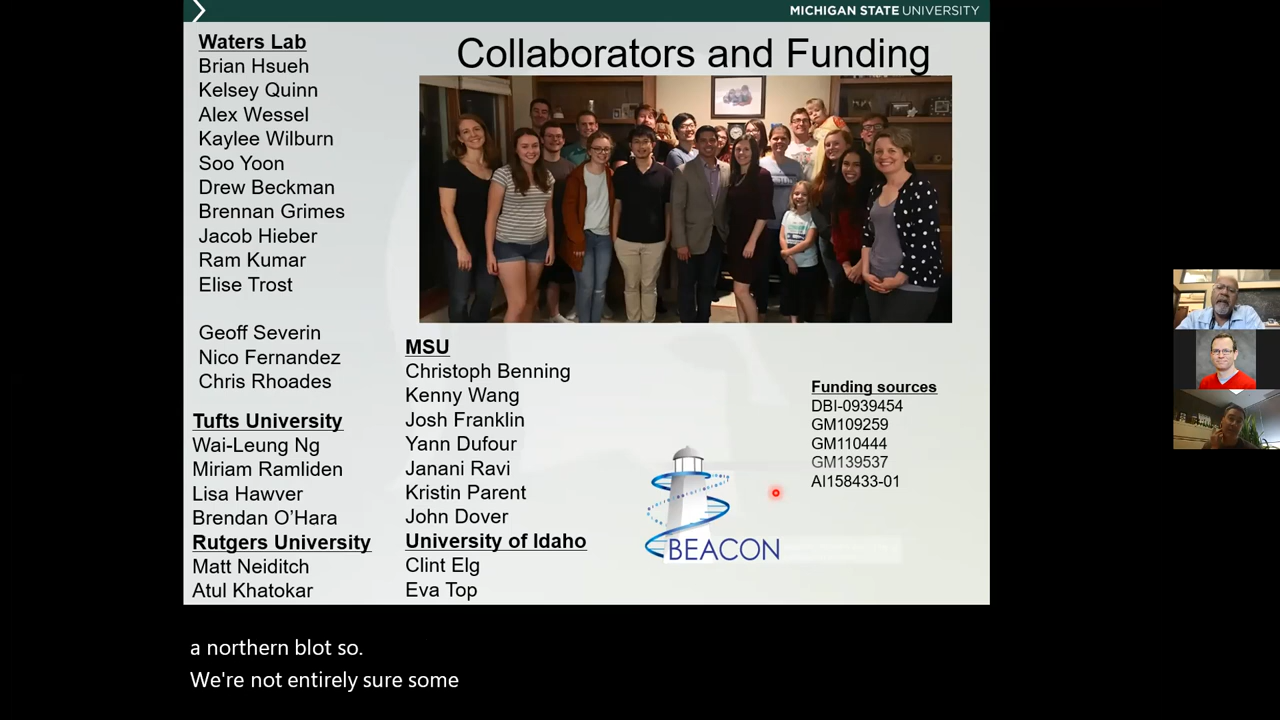 MICHIGAN STATE UNIVERSITY
Collaborators and Funding
Waters Lab
Brian Hsueh
Kelsey Quinn
Alex Wessel
Kaylee Wilburn
Soo Yoon
Drew Beckman
Brennan Grimes
Jacob Hieber
Ram Kumar
Elise Trost
Geoff Severin
Nico Fernandez
Chris Rhoades
Tufts University
Wai-Leung Ng
Miriam Ramliden
Lisa Hawver
Brendan O'Hara
Rutgers University
Matt Neiditch
Atul Khatokar
MSU
Christoph Benning
Kenny Wang
Josh Franklin
Yann Dufour
Janani Ravi
Kristin Parent
John Dover
University of Idaho
Clint Elg
Eva Top
BEACON
Funding sources
DBI-0939454
GM109259
GM110444
GM139537
AI158433-01
a northern blot so.
We're not entirely sure some